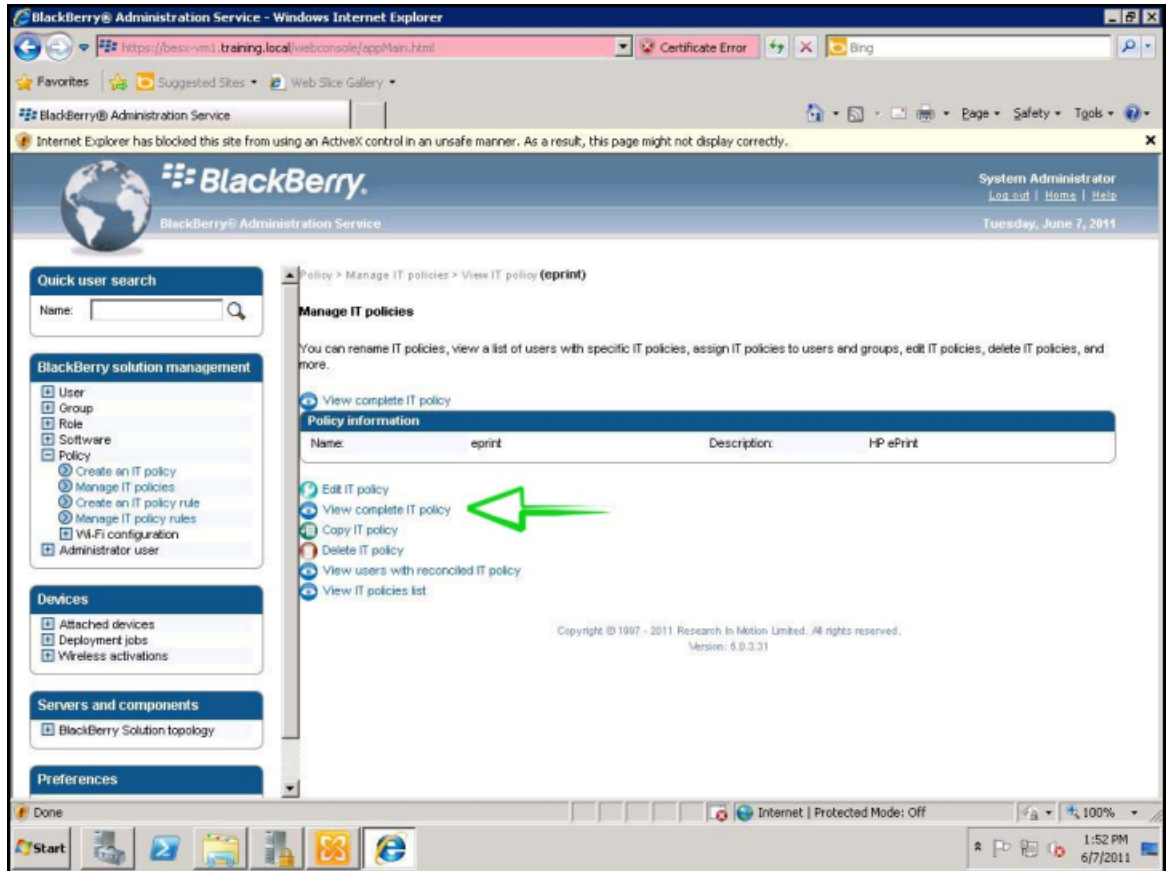 BlackBerry® Administration Service - Windows Internet Explorer
https://besx-vm1.training.local/webconsole/appMain.html
Certificate Error
Bing
Favorites
Suggested Sites
Web Slice Gallery
BlackBerry® Administration Service
Page
Safety
Tools
Internet Explorer has blocked this site from using an ActiveX control in an unsafe manner. As a result, this page might not display correctly.
BlackBerry.
System Administrator
Log out | Home | Help
BlackBerry® Administration Service
Tuesday, June 7, 2011
Quick user search
Name:
BlackBerry solution management
User
Group
Role
Software
Policy
Create an IT policy
Manage IT policies
Create an IT policy rule
Manage IT policy rules
Wi-Fi configuration
Administrator user
Devices
Attached devices
Deployment jobs
Wireless activations
Servers and components
BlackBerry Solution topology
Preferences
Policy > Manage IT policies > View IT policy (eprint)
Manage IT policies
You can rename IT policies, view a list of users with specific IT policies, assign IT policies to users and groups, edit IT policies, delete IT policies, and
more.
View complete IT policy
Policy information
Name: eprint Description: HP ePrint
Edit IT policy
View complete IT policy
Copy IT policy
Delete IT policy
View users with reconciled IT policy
View IT policies list
Copyright © 1997 - 2011 Research In Motion Limited. All rights reserved.
Version: 5.0.3.31
Done
Internet | Protected Mode: Off
100%
Start
1:52 PM
6/7/2011